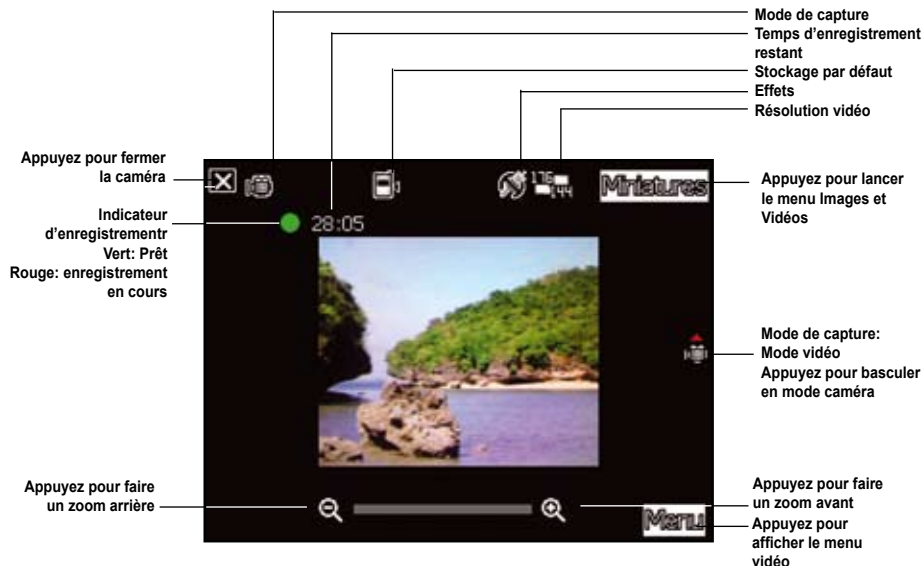 Mode de capture
Temps d'enregistrement
restant
Stockage par défaut
Effets
Résolution vidéo
Appuyez pour fermer
la caméra
Indicateur
d'enregistrementr
Vert: Prêt
Rouge: enregistrement
en cours
Appuyez pour faire
un zoom arrière
176
144
Miniatures
28:05
Menu
Appuyez pour lancer
le menu Images et
Vidéos
Mode de capture:
Mode vidéo
Appuyez pour basculer
en mode caméra
Appuyez pour faire
un zoom avant
Appuyez pour
afficher le menu
vidéo